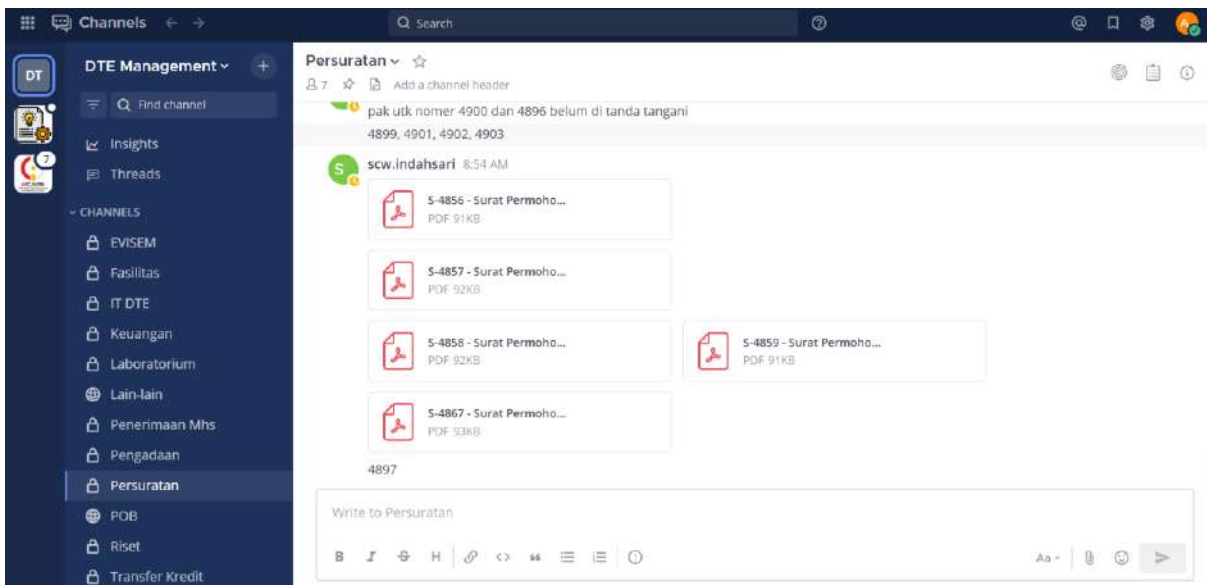 Channels
Search
DT
DTE Management
Find channel
Insights
Threads
CHANNELS
EVISEM
Fasilitas
IT DTE
Keuangan
Laboratorium
Lain-lain
Penerimaan Mhs
Pengadaan
Persuratan
POB
Riset
Transfer Kredit
7
Persuratan
7 Add a channel header
pak utk nomer 4900 dan 4896 belum di tanda tangani
4899, 4901, 4902, 4903
S
scw.indahsari 8:54 AM
S-4856 - Surat Permoho...
PDF 91KB
S-4857 - Surat Permoho...
PDF 92KB
S-4858 - Surat Permoho...
PDF 92KB
S-4859 - Surat Permoho...
PDF 91KB
S-4867 - Surat Permoho...
PDF 93KB
4897
Write to Persuratan
B I S H
Aa